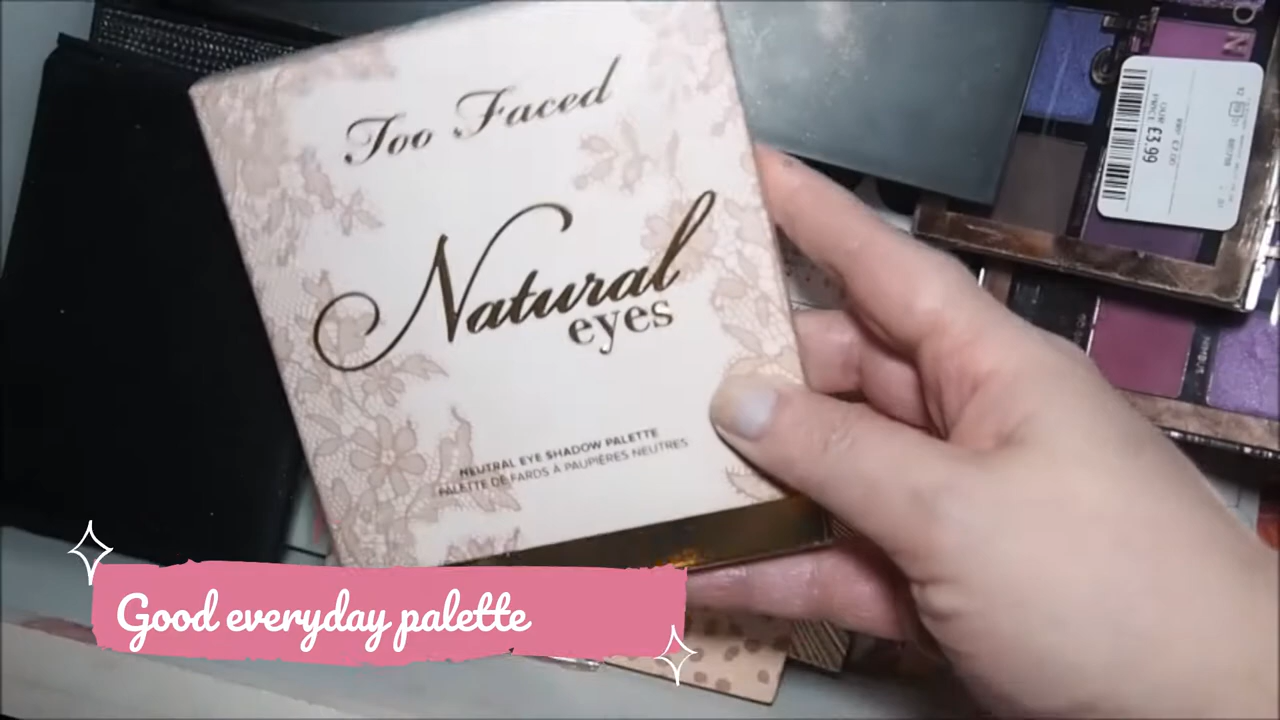 Too Faced
Natural
eyes
NEUTRAL EYE SHADOW PALETTE
PALETTE DE FARDS À PAUPIÈRES NEUTRES
£3.99
Good everyday palette